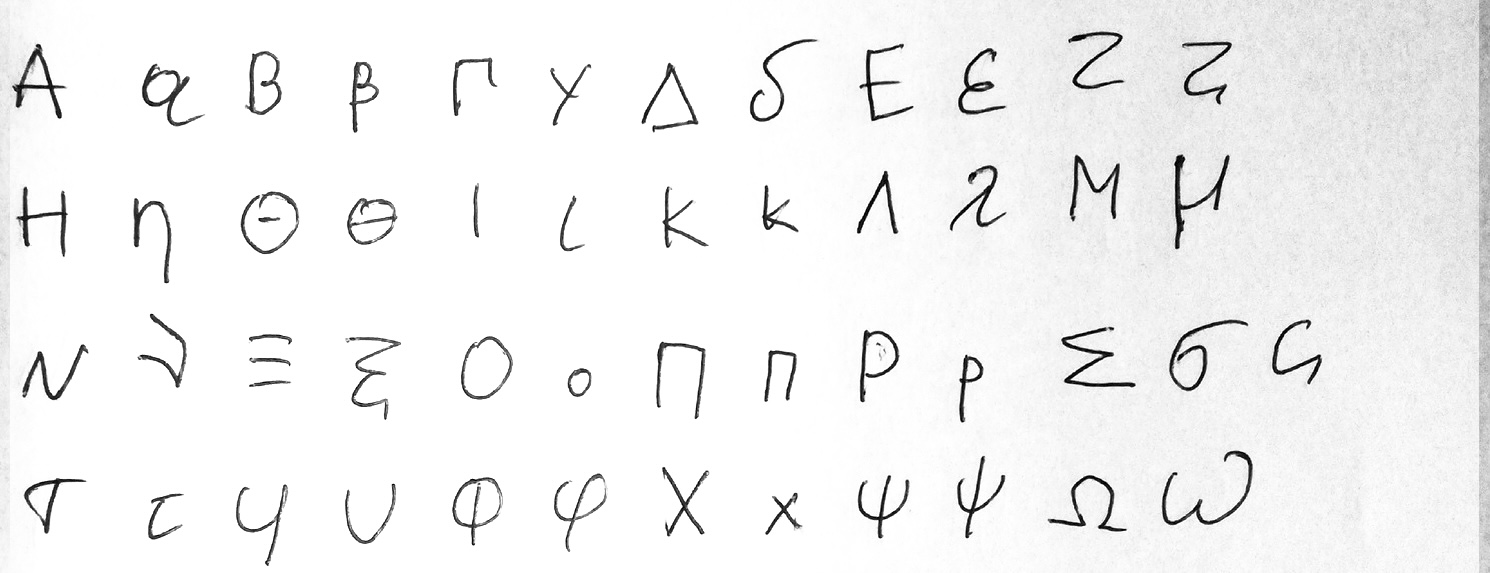 Α α Β β Γ γ Δ δ Ε ε Ζ ζ
Η η Θ θ Ι ι Κ κ Λ λ Μ μ
Ν ν Ξ ξ Ο ο Π π Ρ ρ Σ σ ς
Τ τ Υ υ Φ φ Χ χ Ψ ψ Ω ω